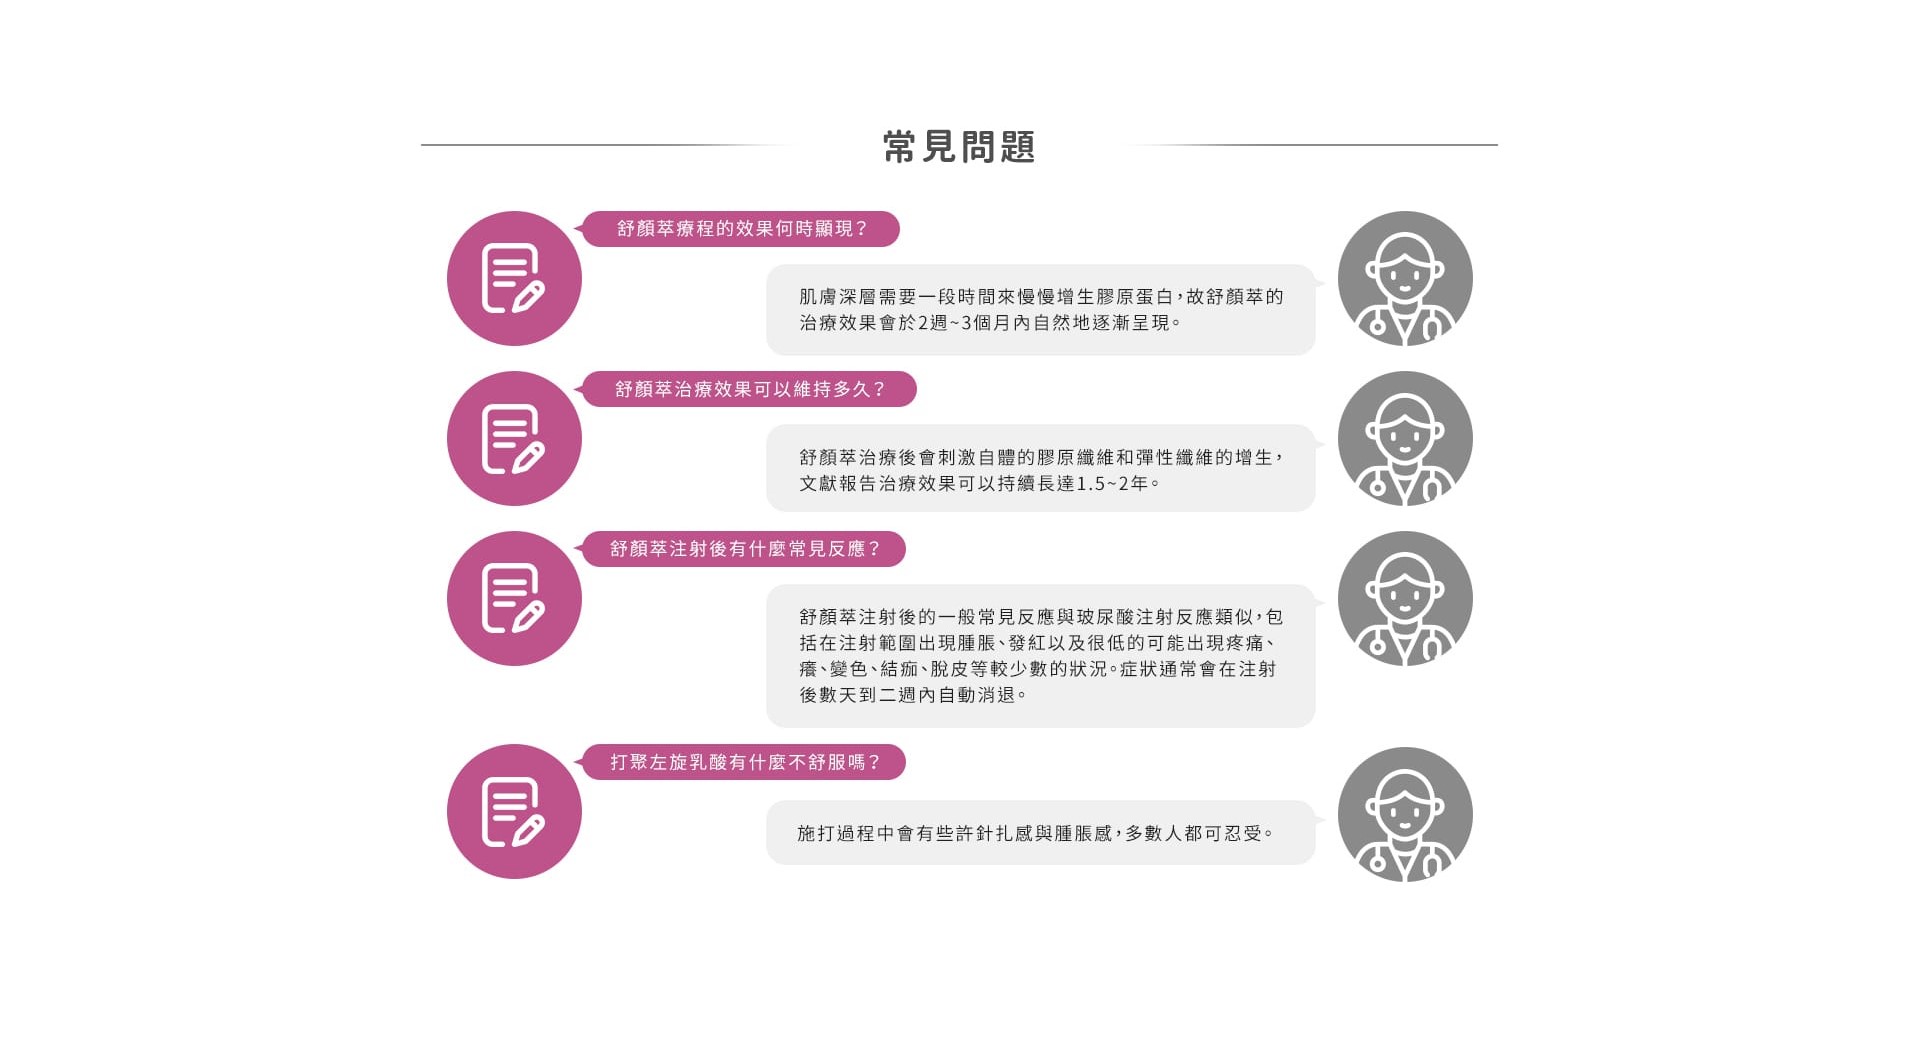 常見問題
舒顏萃療程的效果何時顯現？
肌膚深層需要一段時間來慢慢增生膠原蛋白，故舒顏萃的
治療效果會於2週~3個月內自然地逐漸呈現。
舒顏萃治療效果可以維持多久？
舒顏萃治療後會刺激自體的膠原纖維和彈性纖維的增生，
文獻報告治療效果可以持續長達1.5~2年。
舒顏萃注射後有什麼常見反應？
舒顏萃注射後的一般常見反應與玻尿酸注射反應類似，包
括在注射範圍出現腫脹、發紅以及很低的可能出現疼痛、
癢、變色、結痂、脫皮等較少數的狀況。症狀通常會在注射
後數天到二週內自動消退。
打聚左旋乳酸有什麼不舒服嗎？
施打過程中會有些許針扎感與腫脹感，多數人都可忍受。